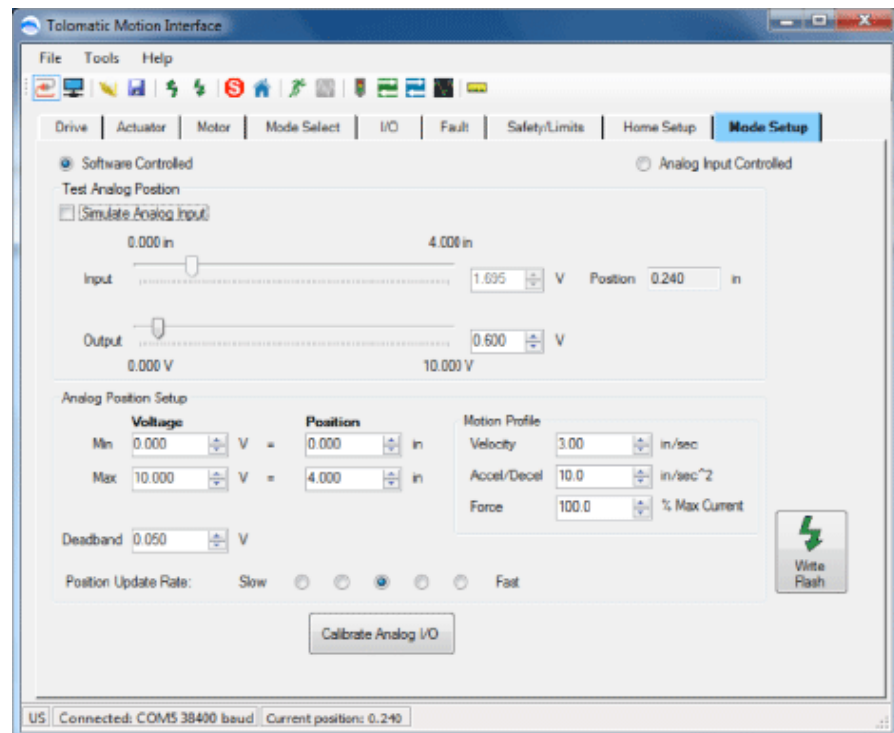 Tolomatic Motion Interface
File Tools Help
Drive Actuator Motor Mode Select I/O Fault Safety/Limits Home Setup Mode Setup
Software Controlled Analog Input Controlled
Test Analog Position
Simulate Analog Input
0.000 in 4.000 in
Input 1.695 V Position 0.240 in
Output 0.600 V
0.000 V 10.000 V
Analog Position Setup
Voltage Position Motion Profile
Min 0.000 V = 0.000 in Velocity 3.00 in/sec
Max 10.000 V = 4.000 in Accel/Decel 10.0 in/sec^2
Force 100.0 % Max Current
Deadband 0.050 V
Position Update Rate: Slow Fast
Write
Flash
Calibrate Analog I/O
US Connected: COM5 38400 baud Current position: 0.240